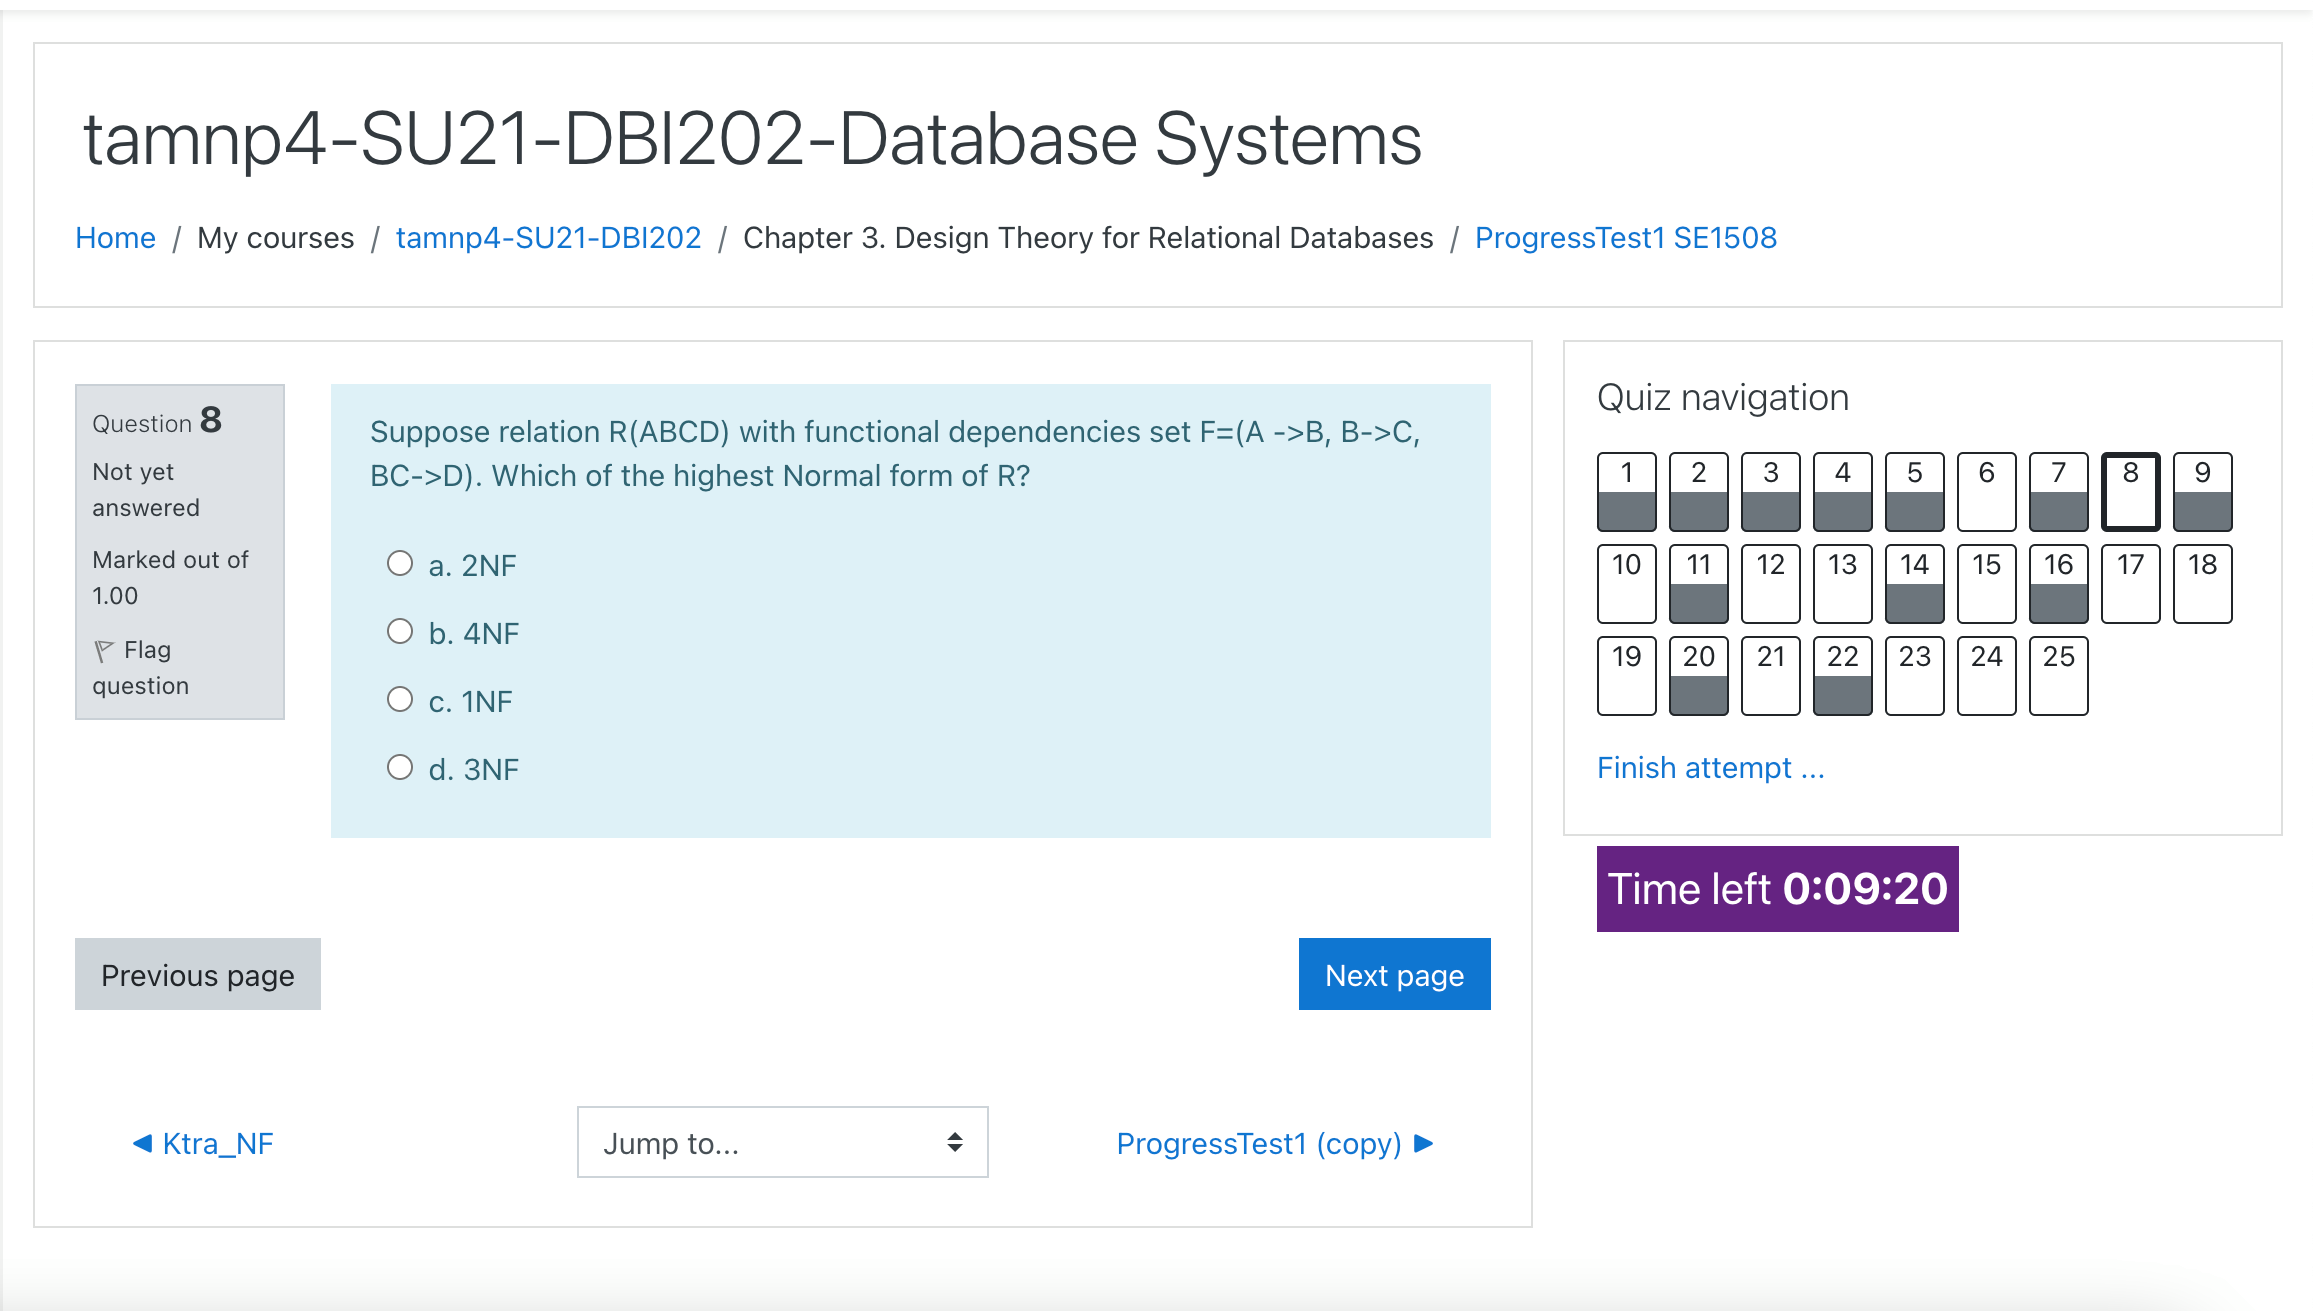 tamnp4-SU21-DBI202-Database Systems
Home / My courses / tamnp4-SU21-DBI202 / Chapter 3. Design Theory for Relational Databases / ProgressTest1 SE1508
Question 8
Not yet
answered
Marked out of
1.00
Flag
question
Suppose relation R(ABCD) with functional dependencies set F=(A ->B, B->C,
BC->D). Which of the highest Normal form of R?
a. 2NF
b. 4NF
c. 1NF
d. 3NF
Previous page
Next page
◄ Ktra_NF
Jump to...
ProgressTest1 (copy) ►
Quiz navigation
1 2 3 4 5 6 7 8 9
10 11 12 13 14 15 16 17 18
19 20 21 22 23 24 25
Finish attempt ...
Time left 0:09:20